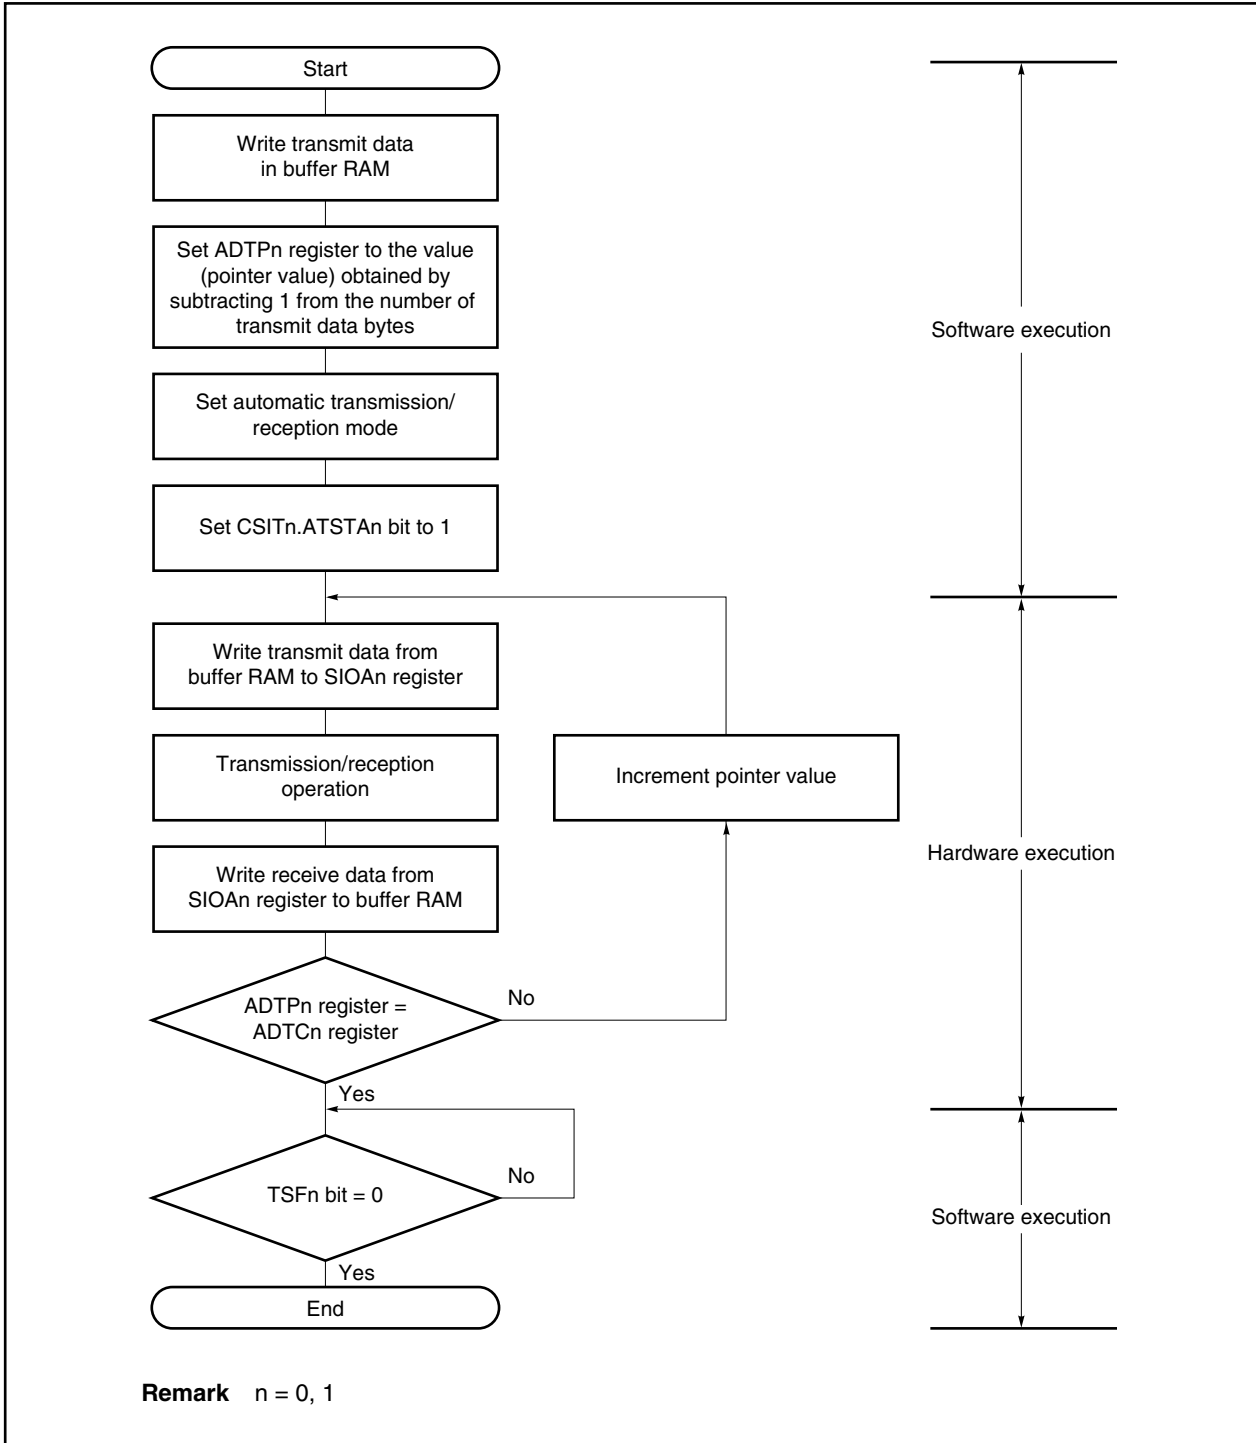 Start
Write transmit data
in buffer RAM
Set ADTPn register to the value
(pointer value) obtained by
subtracting 1 from the number of
transmit data bytes
Software execution
Set automatic transmission/
reception mode
Set CSITn.ATSTAn bit to 1
Write transmit data from
buffer RAM to SIOAn register
Transmission/reception
operation
Increment pointer value
Hardware execution
Write receive data from
SIOAn register to buffer RAM
ADTPn register =
ADTCn register
No
Yes
TSFn bit = 0
No
Software execution
Yes
End
Remark n = 0, 1